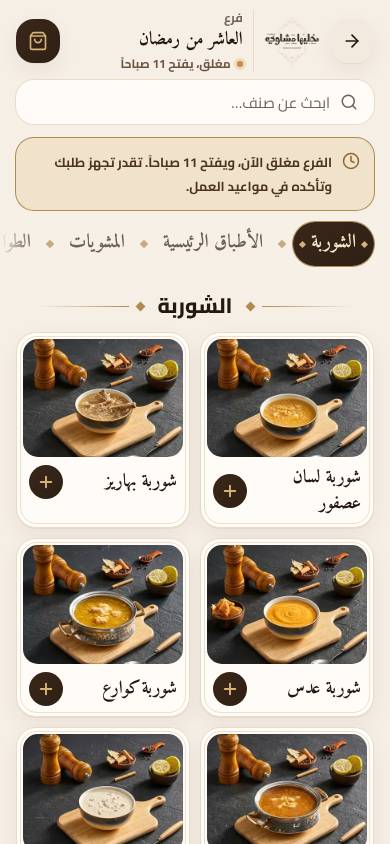 فرع
العاشر من رمضان
مغلق، يفتح 11 صباحاً
ابحث عن صنف...
الفرع مغلق الآن، ويفتح 11 صباحاً. تقدر تجهز طلبك
وتأكده في مواعيد العمل.
الشوربة
الأطباق الرئيسية
المشويات
الشوربة
شوربة لسان
عصفور
شوربة بهاريز
شوربة عدس
شوربة كوارع